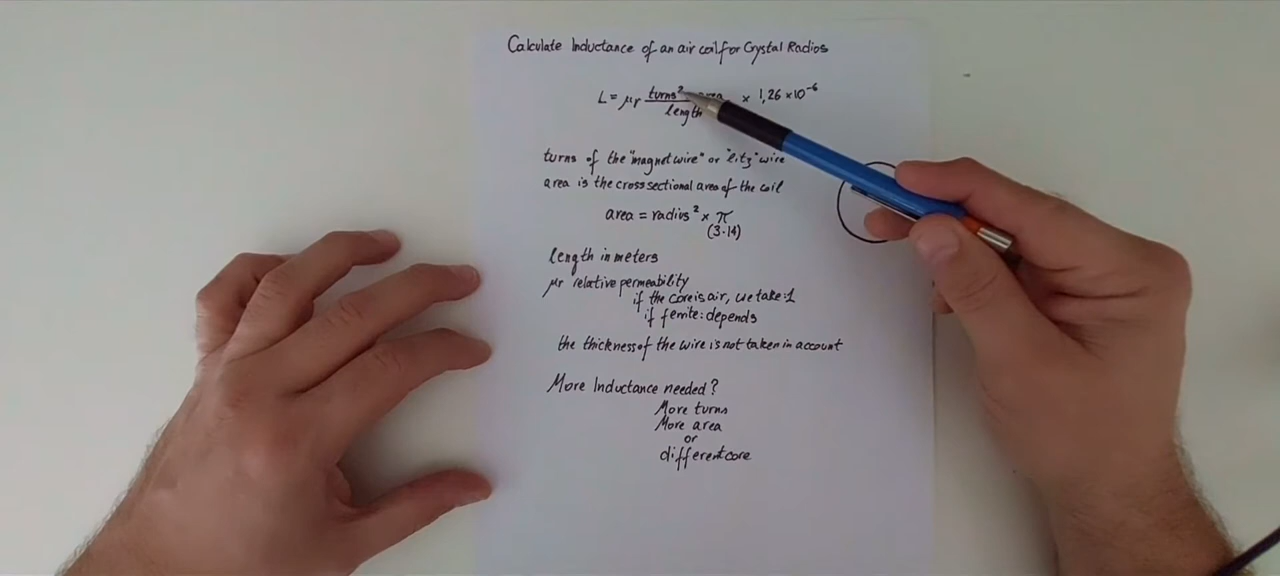 Calculate Inductance of an air coil for Crystal Radios
L = μr turns² area / length × 1,26 × 10⁻⁶
turns of the "magnet wire" or "litz" wire
area is the cross sectional area of the coil
area = radius² × π
(3.14)
length in meters
μr relative permeability
if the core is air, we take: 1
if ferrite: depends
the thickness of the wire is not taken in account
More Inductance needed?
More turns
More area
or
different core